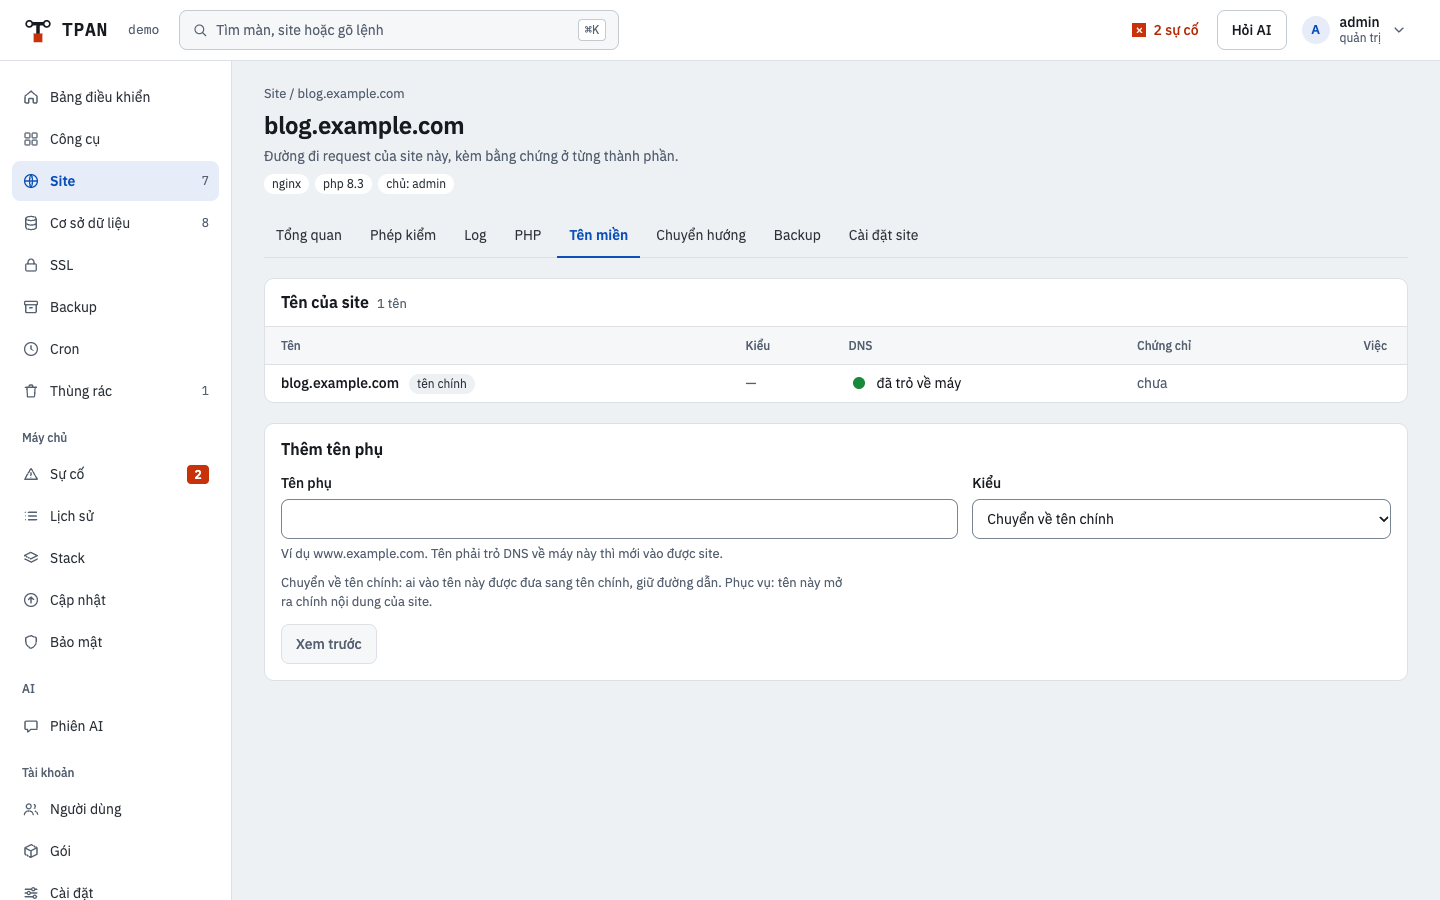 TPAN demo Tìm màn, site hoặc gõ lệnh ⌘K 2 sự cố Hỏi AI A admin
quản trị
Bảng điều khiển
Công cụ
Site 7
Cơ sở dữ liệu 8
SSL
Backup
Cron
Thùng rác 1
Máy chủ
Sự cố 2
Lịch sử
Stack
Cập nhật
Bảo mật
AI
Phiên AI
Tài khoản
Người dùng
Gói
Cài đặt
Site / blog.example.com
blog.example.com
Đường đi request của site này, kèm bằng chứng ở từng thành phần.
nginx php 8.3 chủ: admin
Tổng quan Phép kiểm Log PHP Tên miền Chuyển hướng Backup Cài đặt site
Tên của site 1 tên
Tên Kiểu DNS Chứng chỉ Việc
blog.example.com tên chính — đã trỏ về máy chưa
Thêm tên phụ
Tên phụ Kiểu
Chuyển về tên chính
Ví dụ www.example.com. Tên phải trỏ DNS về máy này thì mới vào được site.
Chuyển về tên chính: ai vào tên này được đưa sang tên chính, giữ đường dẫn. Phục vụ: tên này mở
ra chính nội dung của site.
Xem trước